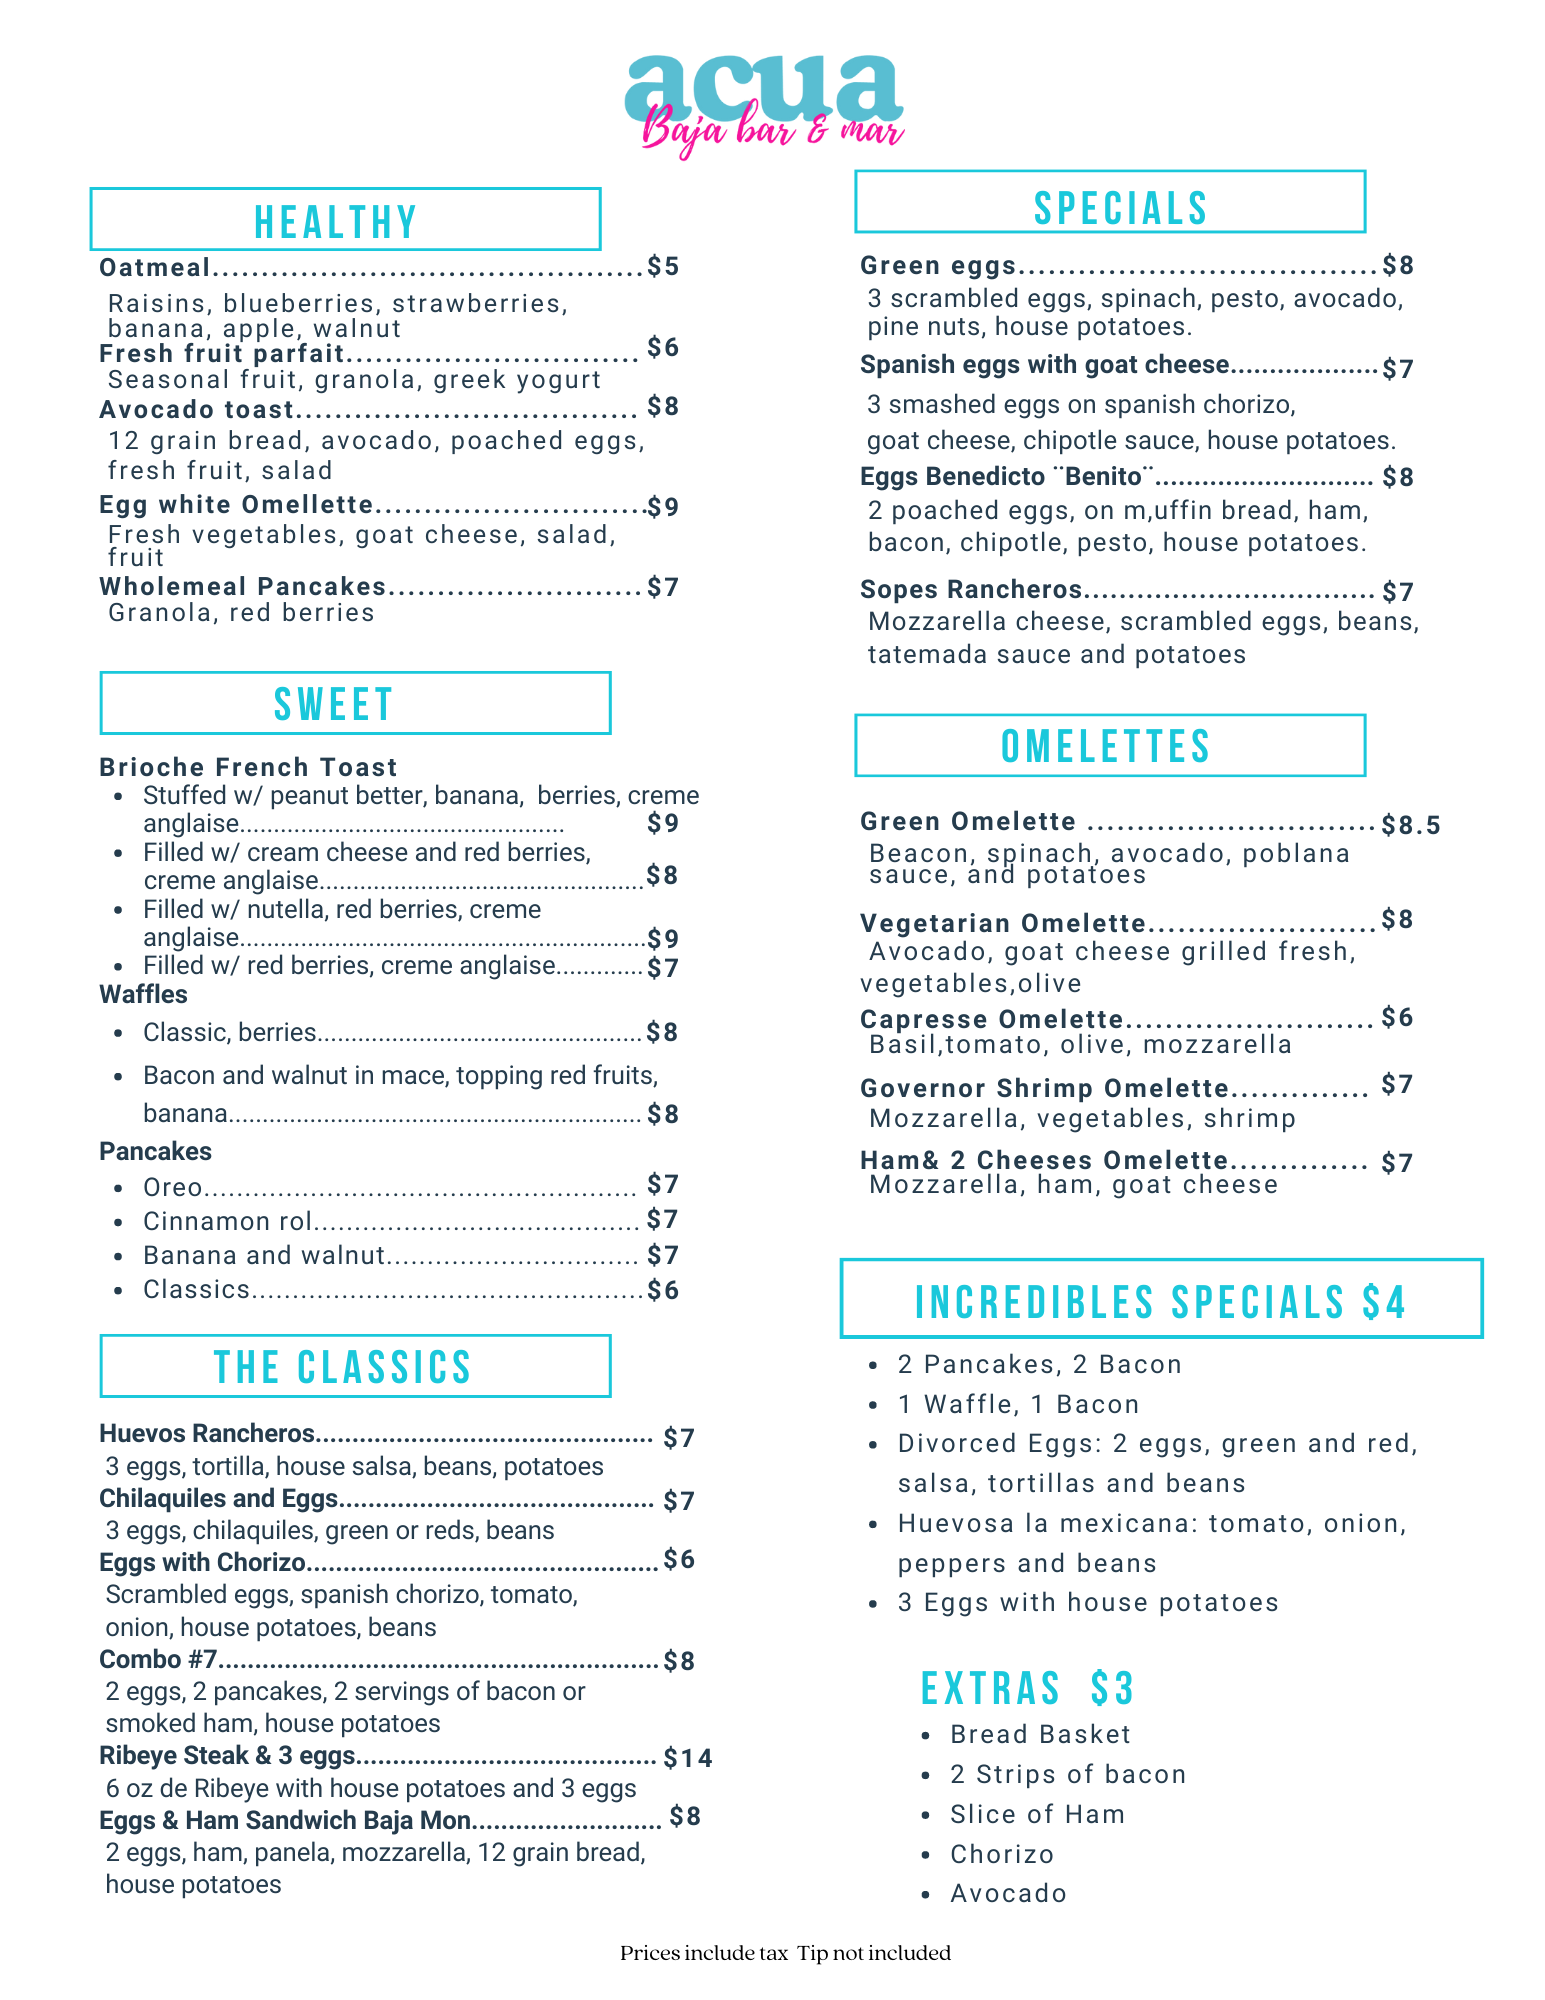 acua
Baja bar & mar
HEALTHY
Oatmeal............................................$5
Raisins, blueberries, strawberries,
banana, apple, walnut
Fresh fruit parfait.............................. $6
Seasonal fruit, granola, greek yogurt
Avocado toast................................... $8
12 grain bread, avocado, poached eggs,
fresh fruit, salad
Egg white Omellette............................$9
Fresh vegetables, goat cheese, salad,
fruit
Wholemeal Pancakes..........................$7
Granola, red berries
SWEET
Brioche French Toast
• Stuffed w/ peanut better, banana, berries, creme
anglaise................................................ $9
• Filled w/ cream cheese and red berries,
creme anglaise................................................$8
• Filled w/ nutella, red berries, creme
anglaise............................................................$9
• Filled w/ red berries, creme anglaise.............$7
Waffles
• Classic, berries................................................$8
• Bacon and walnut in mace, topping red fruits,
banana............................................................. $8
Pancakes
• Oreo..................................................... $7
• Cinnamon rol........................................ $7
• Banana and walnut............................... $7
• Classics................................................$6
THE CLASSICS
Huevos Rancheros.............................................. $7
3 eggs, tortilla, house salsa, beans, potatoes
Chilaquiles and Eggs........................................... $7
3 eggs, chilaquiles, green or reds, beans
Eggs with Chorizo................................................$6
Scrambled eggs, spanish chorizo, tomato,
onion, house potatoes, beans
Combo #7............................................................$8
2 eggs, 2 pancakes, 2 servings of bacon or
smoked ham, house potatoes
Ribeye Steak & 3 eggs......................................... $14
6 oz de Ribeye with house potatoes and 3 eggs
Eggs & Ham Sandwich Baja Mon.......................... $8
2 eggs, ham, panela, mozzarella, 12 grain bread,
house potatoes
SPECIALS
Green eggs....................................$8
3 scrambled eggs, spinach, pesto, avocado,
pine nuts, house potatoes.
Spanish eggs with goat cheese...................$7
3 smashed eggs on spanish chorizo,
goat cheese, chipotle sauce, house potatoes.
Eggs Benedicto ¨Benito¨............................ $8
2 poached eggs, on m,uffin bread, ham,
bacon, chipotle, pesto, house potatoes.
Sopes Rancheros................................. $7
Mozzarella cheese, scrambled eggs, beans,
tatemada sauce and potatoes
OMELETTES
Green Omelette .............................$8.5
Beacon, spinach, avocado, poblana
sauce, and potatoes
Vegetarian Omelette.......................$8
Avocado, goat cheese grilled fresh,
vegetables,olive
Capresse Omelette......................... $6
Basil,tomato, olive, mozzarella
Governor Shrimp Omelette.............. $7
Mozzarella, vegetables, shrimp
Ham& 2 Cheeses Omelette.............. $7
Mozzarella, ham, goat cheese
INCREDIBLES SPECIALS $4
• 2 Pancakes, 2 Bacon
• 1 Waffle, 1 Bacon
• Divorced Eggs: 2 eggs, green and red,
salsa, tortillas and beans
• Huevosa la mexicana: tomato, onion,
peppers and beans
• 3 Eggs with house potatoes
EXTRAS $3
• Bread Basket
• 2 Strips of bacon
• Slice of Ham
• Chorizo
• Avocado
Prices include tax Tip not included